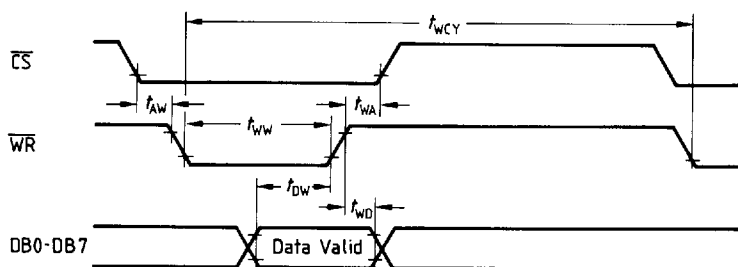 tWCY
CS
tAW
tWA
tWW
WR
tDW
tWD
DB0-DB7
Data Valid